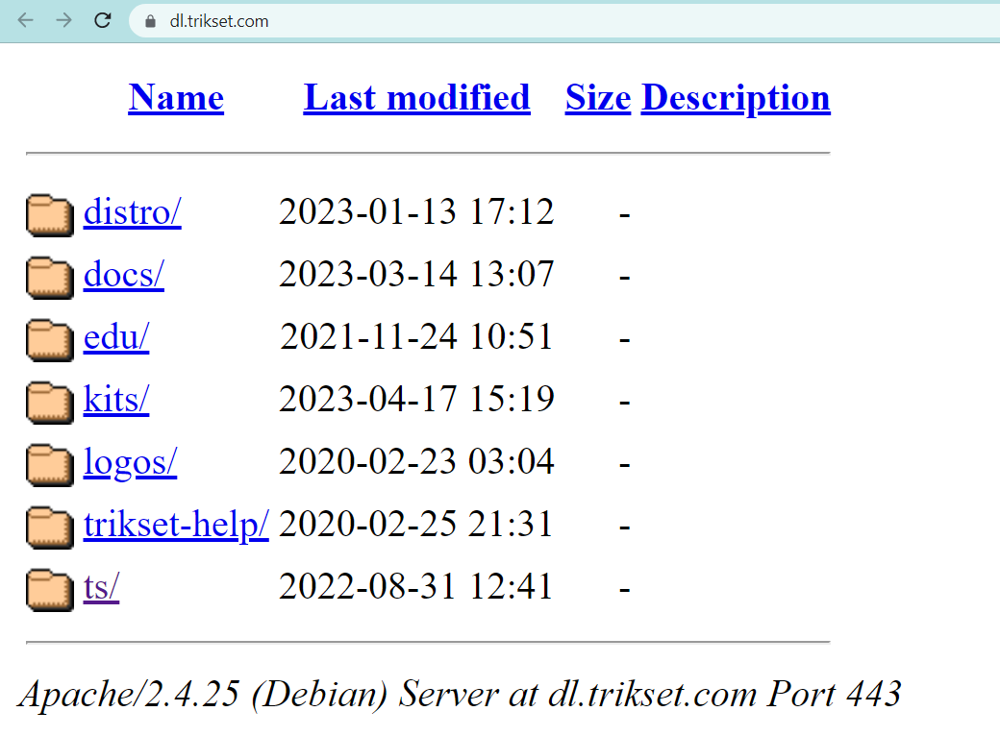 dl.trikset.com
Name Last modified Size Description
distro/ 2023-01-13 17:12 -
docs/ 2023-03-14 13:07 -
edu/ 2021-11-24 10:51 -
kits/ 2023-04-17 15:19 -
logos/ 2020-02-23 03:04 -
trikset-help/ 2020-02-25 21:31 -
ts/ 2022-08-31 12:41 -
Apache/2.4.25 (Debian) Server at dl.trikset.com Port 443